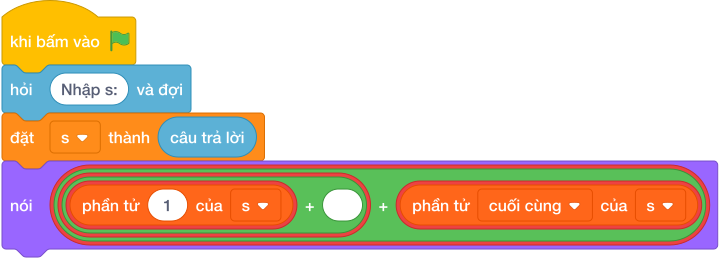 khi bấm vào
hỏi Nhập s: và đợi
đặt s thành câu trả lời
nói phần tử 1 của s + + phần tử cuối cùng của s